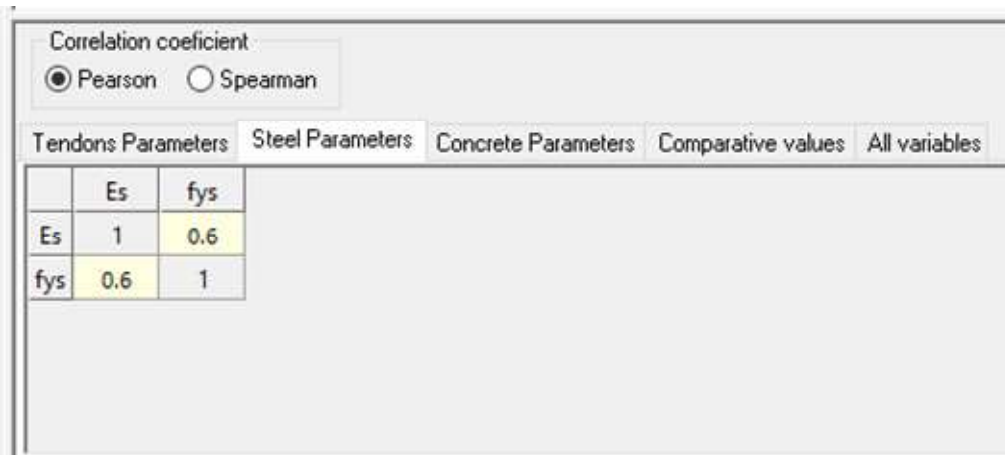 Correlation coeficient
Pearson Spearman
Tendons Parameters Steel Parameters Concrete Parameters Comparative values All variables
Es fys
Es 1 0.6
fys 0.6 1